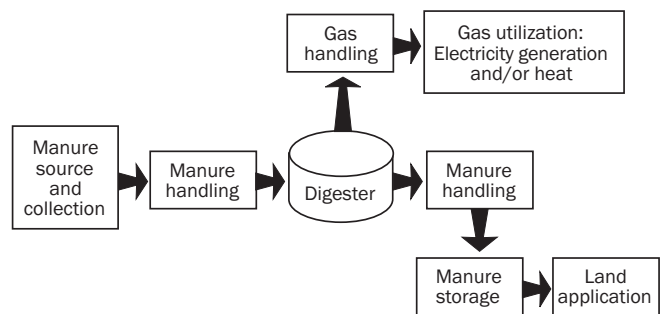 Gas
handling
Gas utilization:
Electricity generation
and/or heat
Manure
source
and
collection
Manure
handling
Digester
Manure
handling
Manure
storage
Land
application